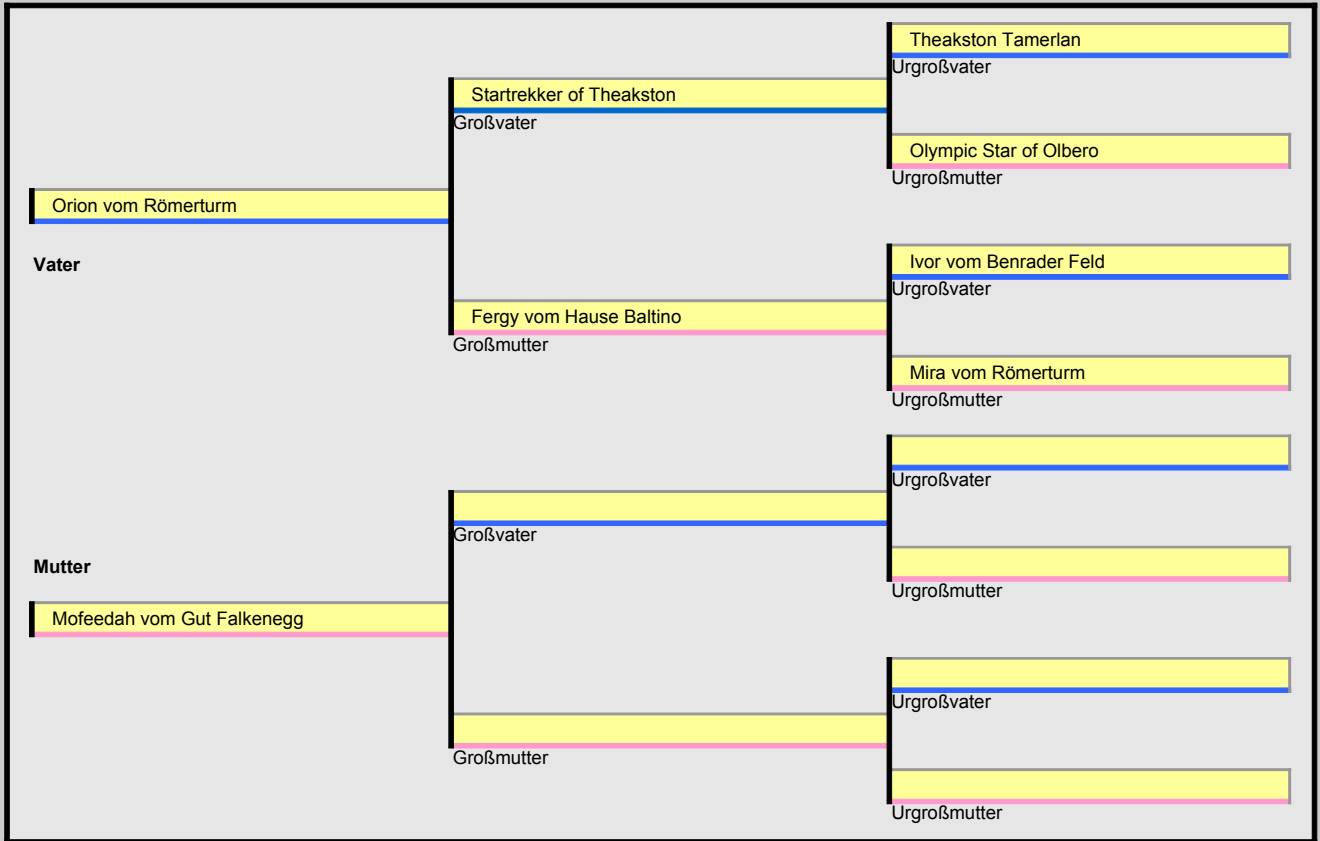 Theakston Tamerlan
Urgroßvater
Startrekker of Theakston
Großvater
Olympic Star of Olbero
Urgroßmutter
Orion vom Römerturm
Vater
Ivor vom Benrader Feld
Urgroßvater
Fergy vom Hause Baltino
Großmutter
Mira vom Römerturm
Urgroßmutter
Urgroßvater
Großvater
Mutter
Urgroßmutter
Mofeedah vom Gut Falkenegg
Urgroßvater
Großmutter
Urgroßmutter